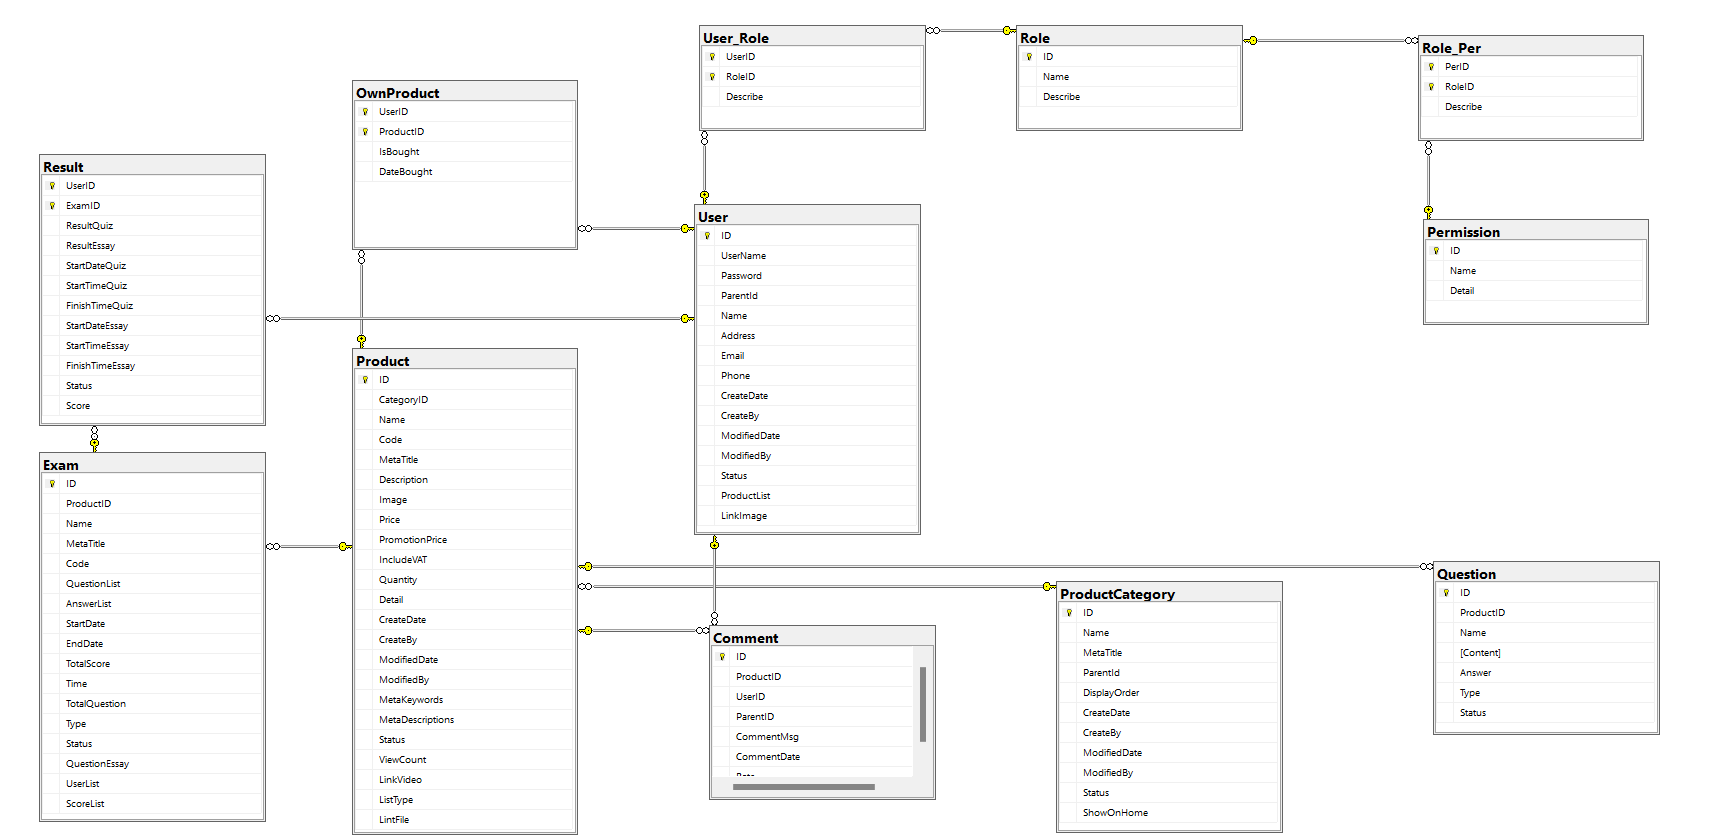 User_Role
UserID
RoleID
Describe
Role
ID
Name
Describe
Role_Per
PerID
RoleID
Describe
OwnProduct
UserID
ProductID
IsBought
DateBought
Result
UserID
ExamID
ResultQuiz
ResultEssay
StartDateQuiz
StartTimeQuiz
FinishTimeQuiz
StartDateEssay
StartTimeEssay
FinishTimeEssay
Status
Score
User
ID
UserName
Password
ParentId
Name
Address
Email
Phone
CreateDate
CreateBy
ModifiedDate
ModifiedBy
Status
ProductList
LinkImage
Permission
ID
Name
Detail
Product
ID
CategoryID
Name
Code
MetaTitle
Description
Image
Price
PromotionPrice
IncludeVAT
Quantity
Detail
CreateDate
CreateBy
ModifiedDate
ModifiedBy
MetaKeywords
MetaDescriptions
Status
ViewCount
LinkVideo
ListType
LintFile
Exam
ID
ProductID
Name
MetaTitle
Code
QuestionList
AnswerList
StartDate
EndDate
TotalScore
Time
TotalQuestion
Type
Status
QuestionEssay
UserList
ScoreList
Comment
ID
ProductID
UserID
ParentID
CommentMsg
CommentDate
ProductCategory
ID
Name
MetaTitle
ParentId
DisplayOrder
CreateDate
CreateBy
ModifiedDate
ModifiedBy
Status
ShowOnHome
Question
ID
ProductID
Name
[Content]
Answer
Type
Status